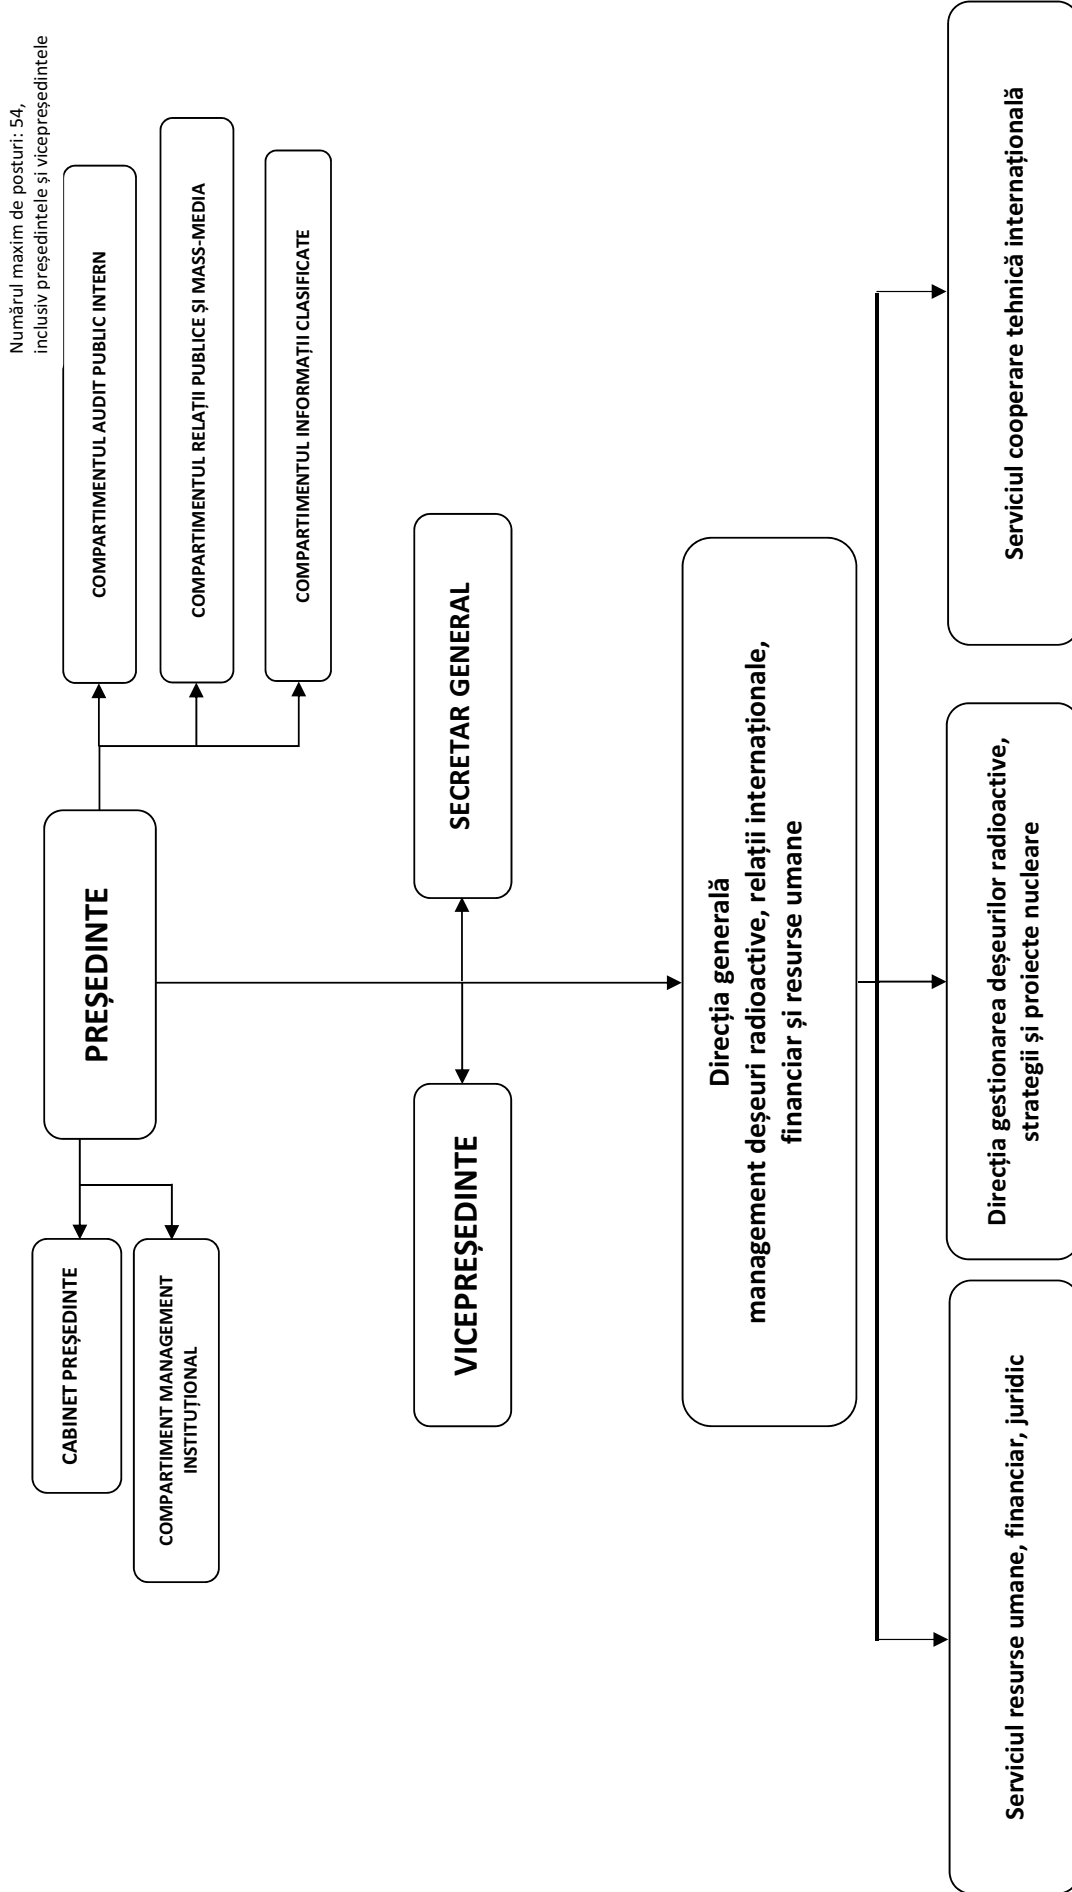 Numărul maxim de posturi: 54,
inclusiv președintele și vicepreședintele
CABINET PREȘEDINTE
COMPARTIMENT MANAGEMENT
INSTITUȚIONAL
PREȘEDINTE
COMPARTIMENTUL AUDIT PUBLIC INTERN
COMPARTIMENTUL RELAȚII PUBLICE ȘI MASS-MEDIA
COMPARTIMENTUL INFORMAȚII CLASIFICATE
VICEPREȘEDINTE
SECRETAR GENERAL
Direcția generală
management deșeuri radioactive, relații internaționale,
financiar și resurse umane
Serviciul resurse umane, financiar, juridic
Direcția gestionarea deșeurilor radioactive,
strategii și proiecte nucleare
Serviciul cooperare tehnică internațională